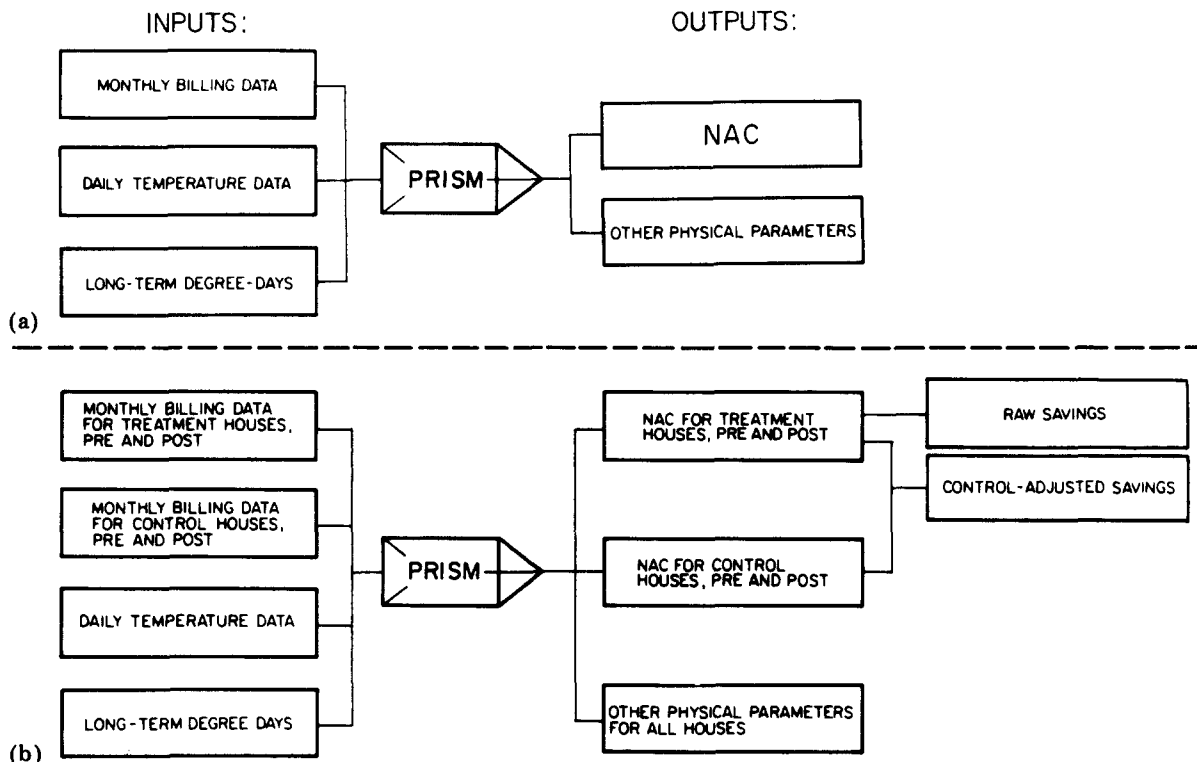 INPUTS:
OUTPUTS:
MONTHLY BILLING DATA
DAILY TEMPERATURE DATA
LONG-TERM DEGREE-DAYS
PRISM
NAC
OTHER PHYSICAL PARAMETERS
(a)
MONTHLY BILLING DATA
FOR TREATMENT HOUSES,
PRE AND POST
MONTHLY BILLING DATA
FOR CONTROL HOUSES,
PRE AND POST
DAILY TEMPERATURE DATA
LONG-TERM DEGREE DAYS
PRISM
NAC FOR TREATMENT
HOUSES, PRE AND POST
NAC FOR CONTROL
HOUSES, PRE AND POST
OTHER PHYSICAL PARAMETERS
FOR ALL HOUSES
RAW SAVINGS
CONTROL-ADJUSTED SAVINGS
(b)